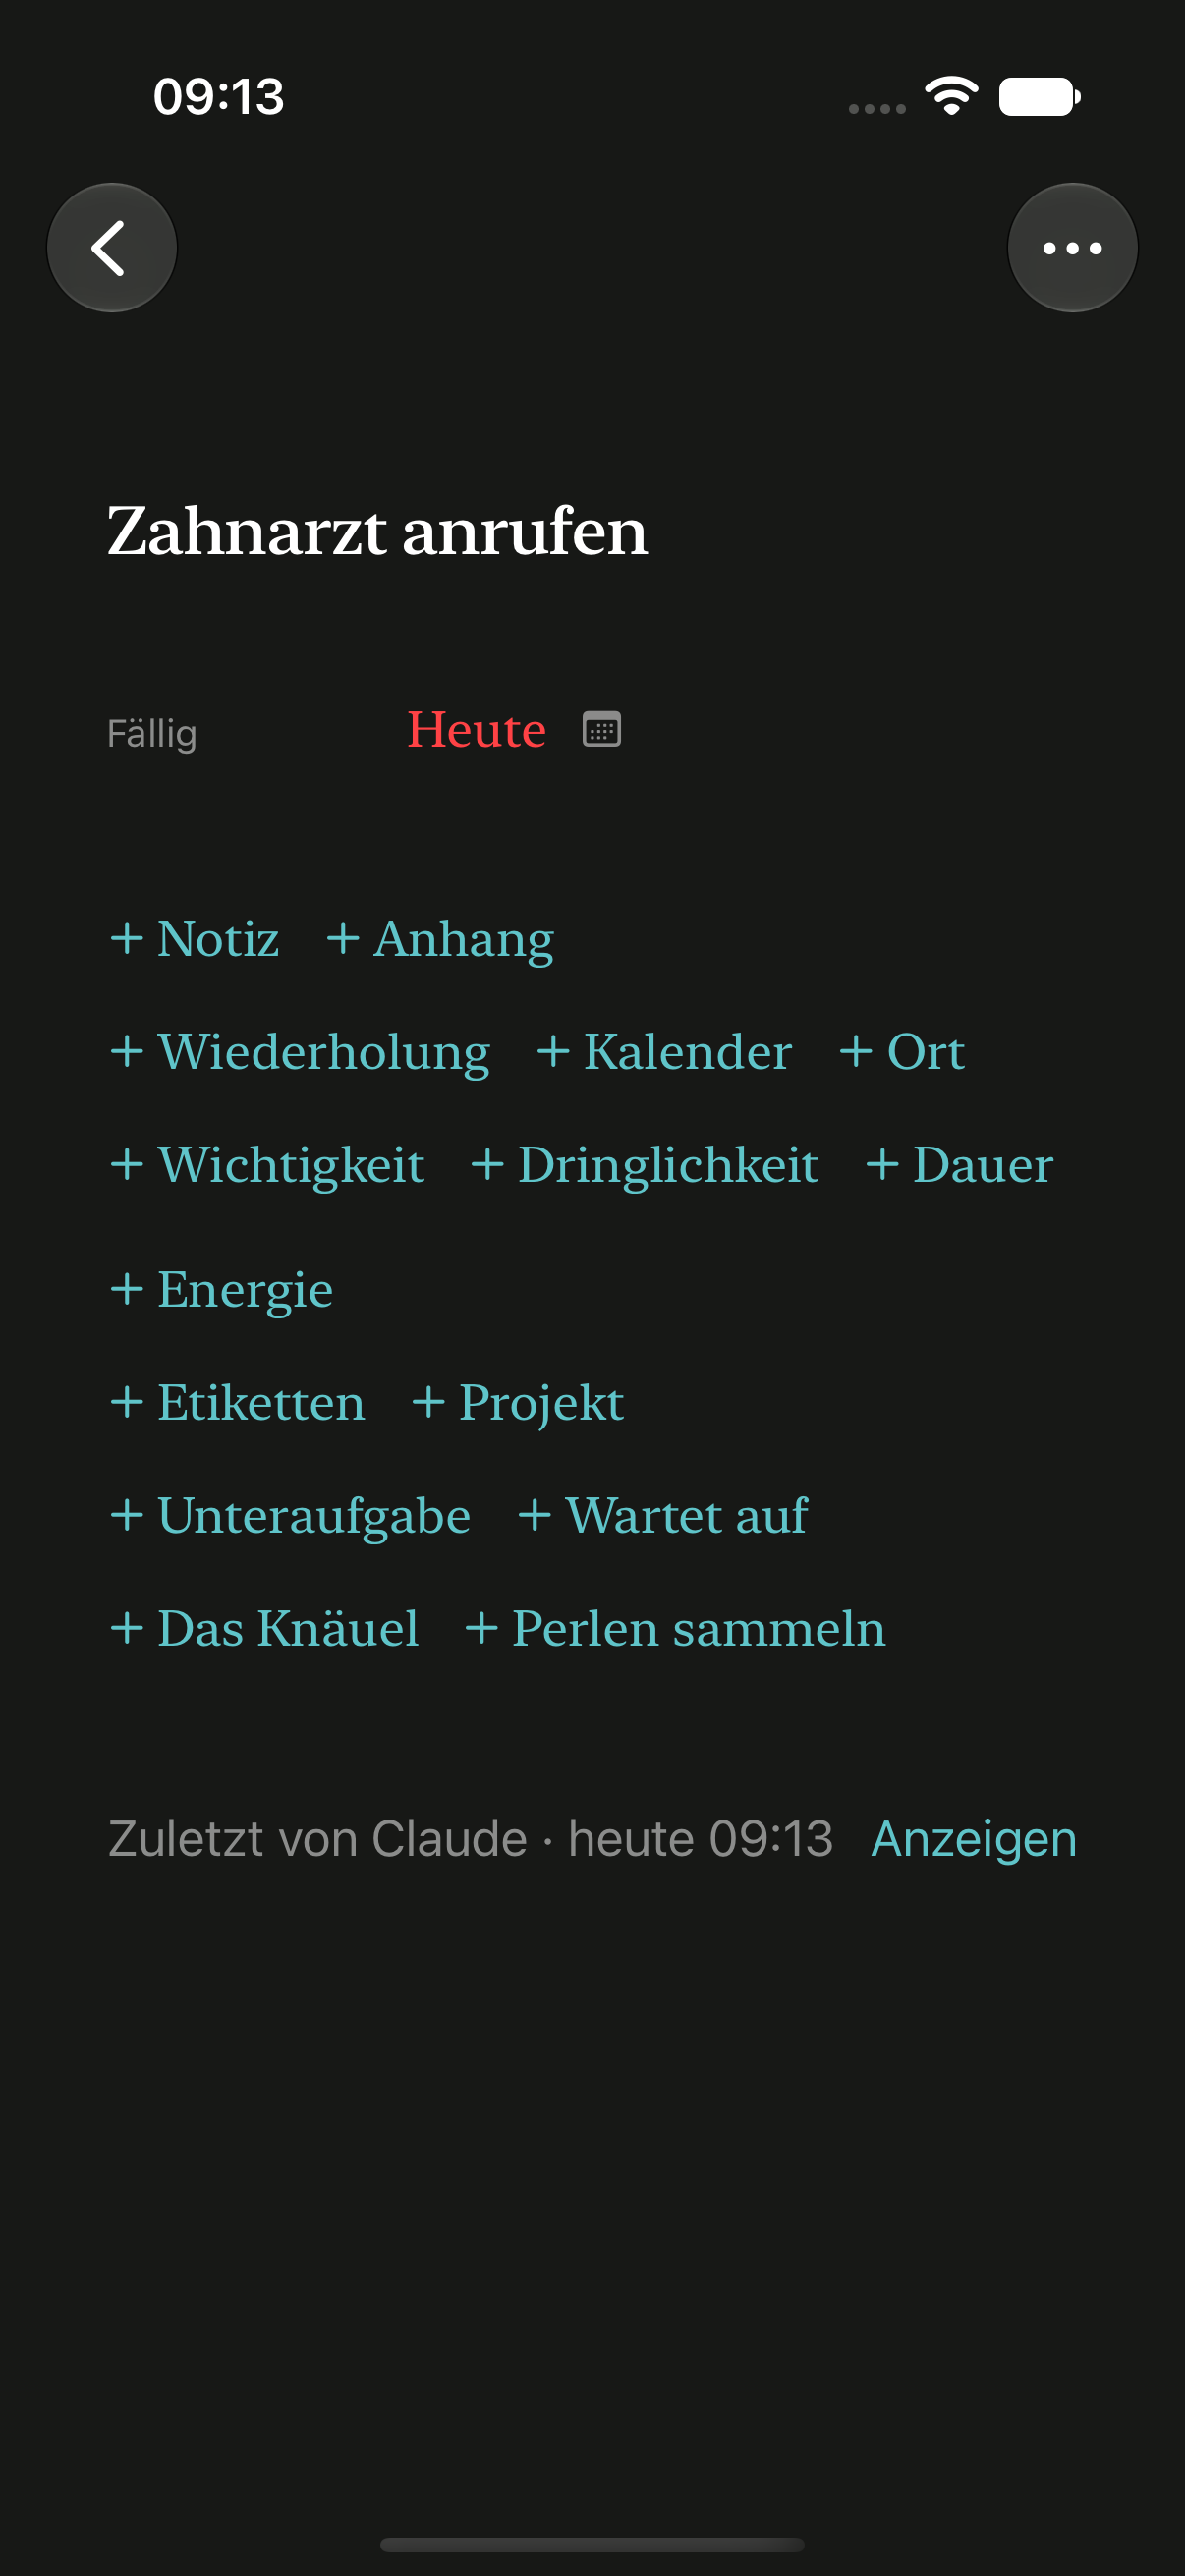 09:13
Zahnarzt anrufen
Fällig Heute
+ Notiz + Anhang
+ Wiederholung + Kalender + Ort
+ Wichtigkeit + Dringlichkeit + Dauer
+ Energie
+ Etiketten + Projekt
+ Unteraufgabe + Wartet auf
+ Das Knäuel + Perlen sammeln
Zuletzt von Claude · heute 09:13 Anzeigen